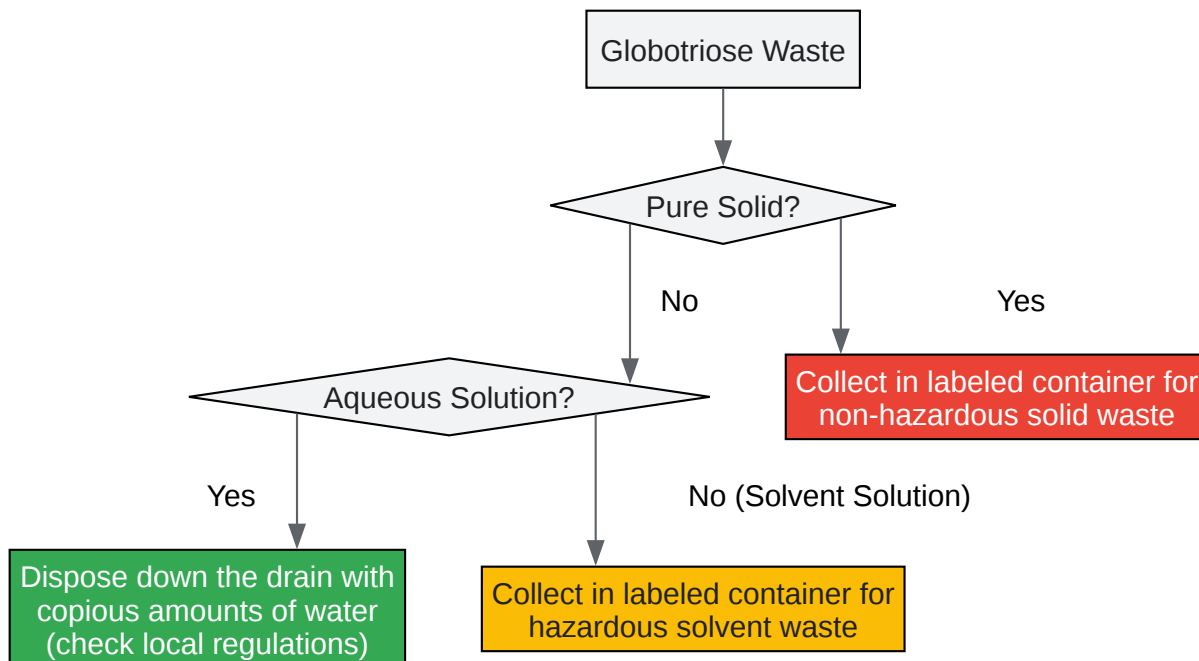 Globotriose Waste
Pure Solid?
No
Yes
Collect in labeled container for
non-hazardous solid waste
Aqueous Solution?
Yes
No (Solvent Solution)
Dispose down the drain with
copious amounts of water
(check local regulations)
Collect in labeled container for
hazardous solvent waste